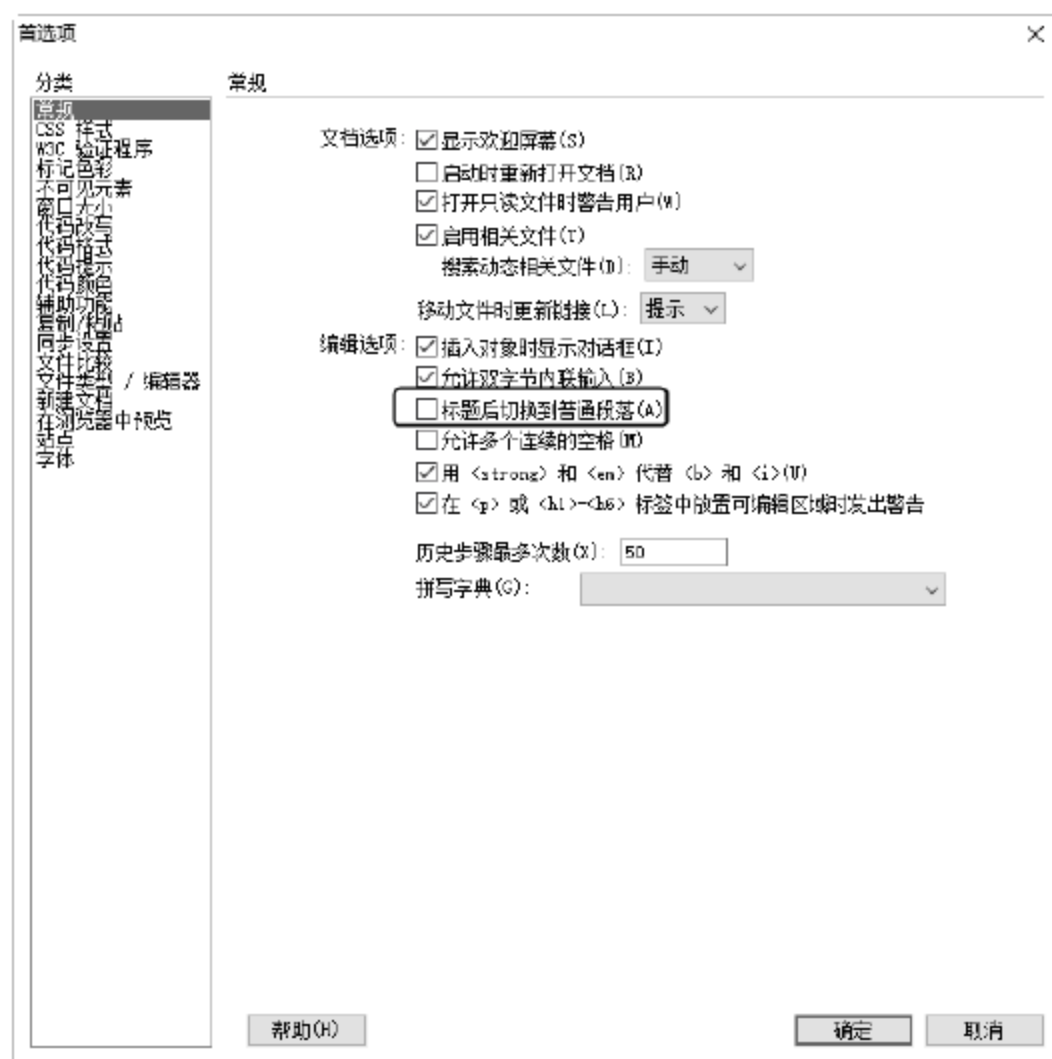 首选项
分类
常规
常规
CSS 样式
W3C 验证程序
标记色彩
不可见元素
窗口大小
代码改写
代码格式
代码提示
代码颜色
辅助功能
复制/粘贴
同步设置
文件比较
文件类型 / 编辑器
新建文档
在浏览器中预览
站点
字体
文档选项: 显示欢迎屏幕(S)
启动时重新打开文档(R)
打开只读文件时警告用户(W)
启用相关文件(T)
搜索动态相关文件(D): 手动
移动文件时更新链接(L): 提示
编辑选项: 插入对象时显示对话框(I)
允许双字节内联输入(B)
标题后切换到普通段落(A)
允许多个连续的空格(M)
用 <strong> 和 <em> 代替 <b> 和 <i>(U)
在 <p> 或 <h1>-<h6> 标签中放置可编辑区域时发出警告
历史步骤最多次数(X): 50
拼写字典(G):
帮助(H) 确定 取消